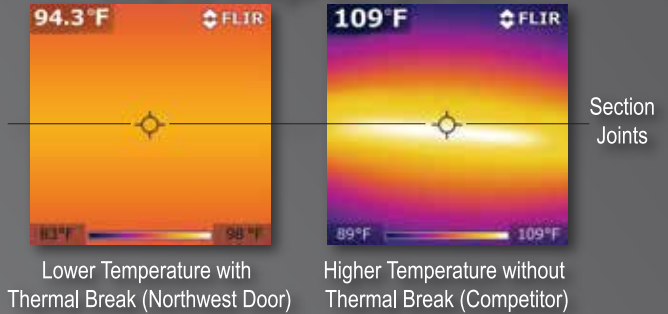 94.3°F
FLIR
109°F
FLIR
Section
Joints
83°F
98°F
89°F
109°F
Lower Temperature with
Thermal Break (Northwest Door)
Higher Temperature without
Thermal Break (Competitor)